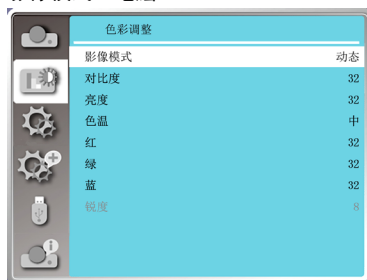 色彩调整
影像模式 动态
对比度 32
亮度 32
色温 中
红 32
绿 32
蓝 32
锐度 8